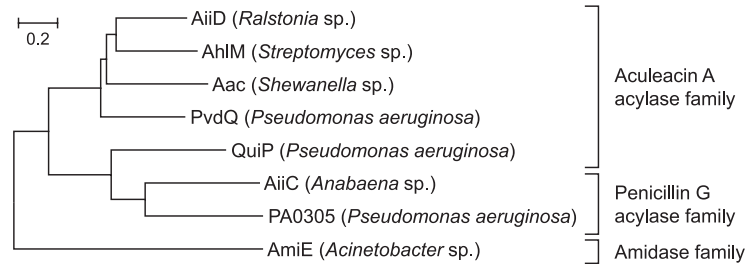 AiiD (Ralstonia sp.)
AhlM (Streptomyces sp.)
Aac (Shewanella sp.)
PvdQ (Pseudomonas aeruginosa)
QuiP (Pseudomonas aeruginosa)
AiiC (Anabaena sp.)
PA0305 (Pseudomonas aeruginosa)
AmiE (Acinetobacter sp.)
0.2
Aculeacin A
acylase family
Penicillin G
acylase family
Amidase family